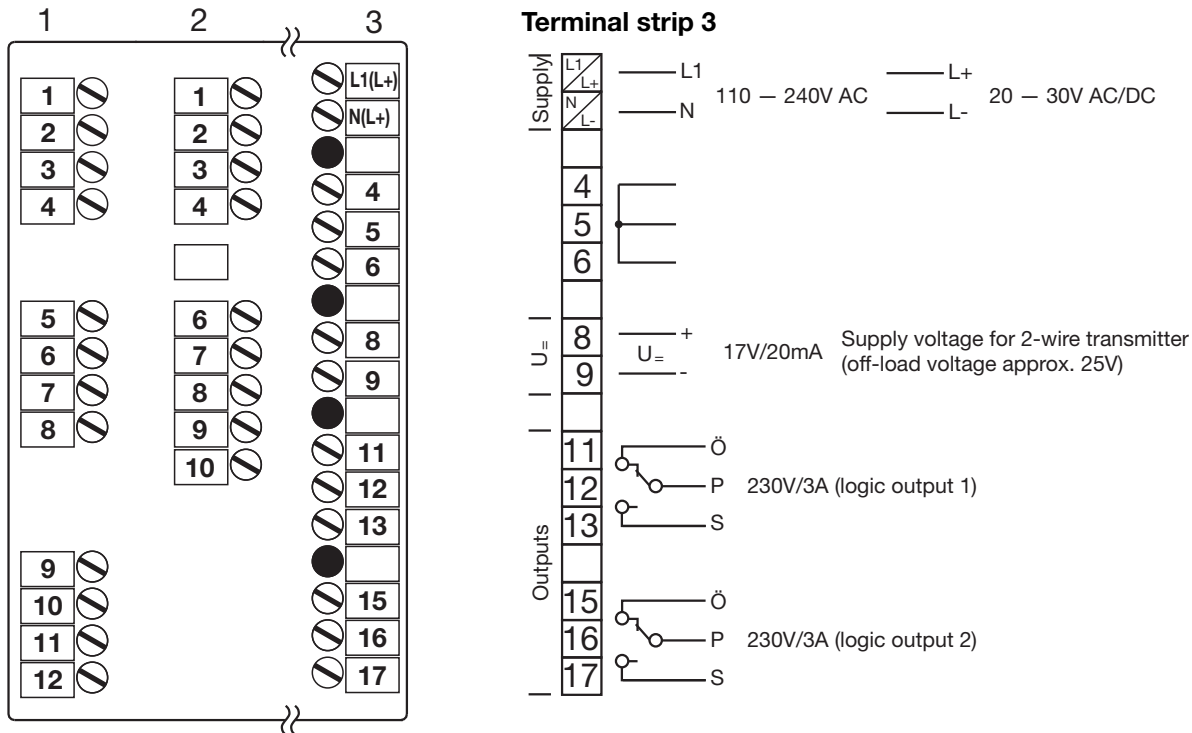 1 2 3
1
2
3
4
5
6
7
8
9
10
11
12
1
2
3
4
6
7
8
9
10
L1(L+)
N(L+)
4
5
6
8
9
11
12
13
15
16
17
Terminal strip 3
Supply
L1 L+
N L-
L1
N
110 — 240V AC
L+
L-
20 — 30V AC/DC
4
5
6
U=
8
9
+
U=
-
17V/20mA
Supply voltage for 2-wire transmitter
(off-load voltage approx. 25V)
Outputs
11
12
13
Ö
P 230V/3A (logic output 1)
S
15
16
17
Ö
P 230V/3A (logic output 2)
S